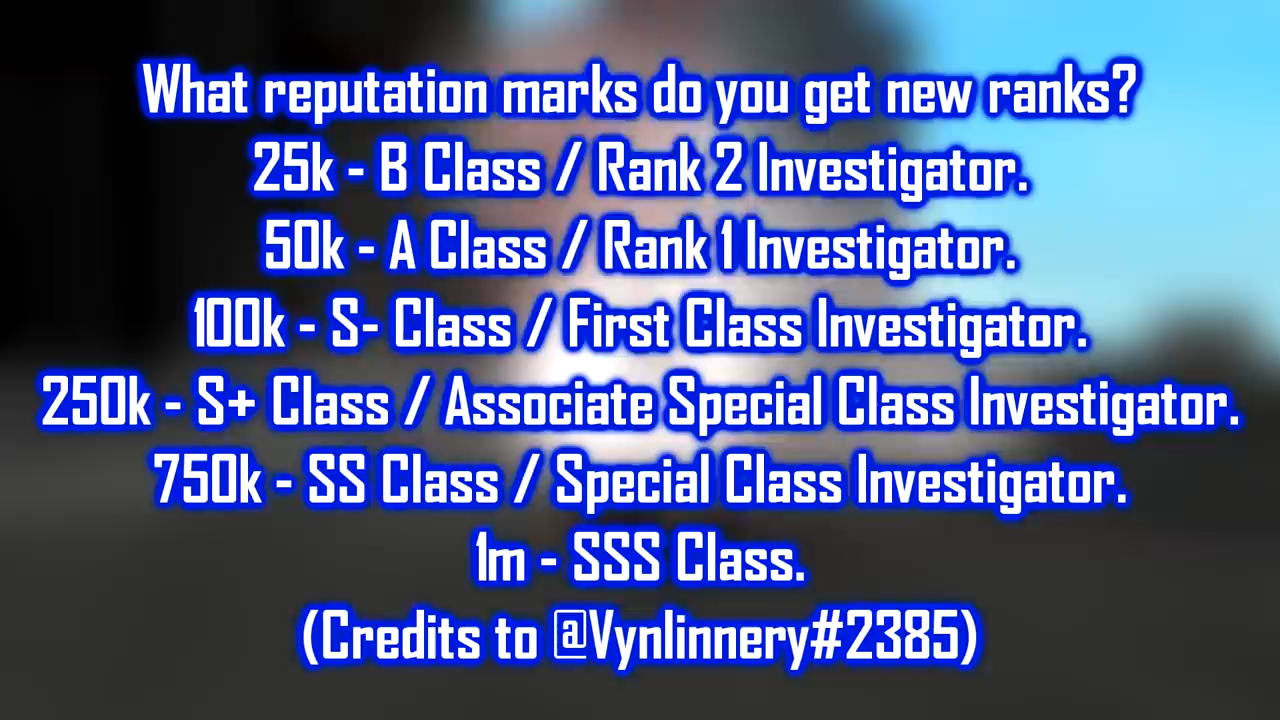 What reputation marks do you get new ranks?
25k - B Class / Rank 2 Investigator.
50k - A Class / Rank 1 Investigator.
100k - S- Class / First Class Investigator.
250k - S+ Class / Associate Special Class Investigator.
750k - SS Class / Special Class Investigator.
1m - SSS Class.
(Credits to @Vynlinnery#2385)